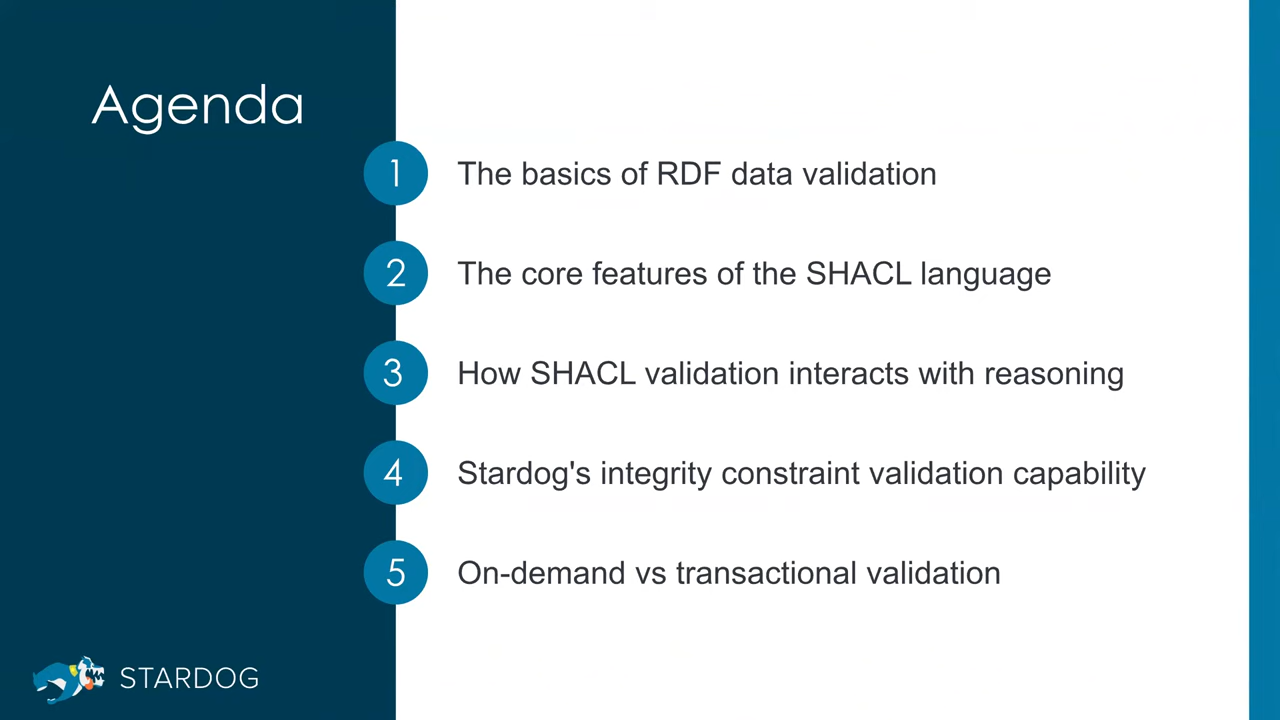 Agenda
1 The basics of RDF data validation
2 The core features of the SHACL language
3 How SHACL validation interacts with reasoning
4 Stardog's integrity constraint validation capability
5 On-demand vs transactional validation
STARDOG